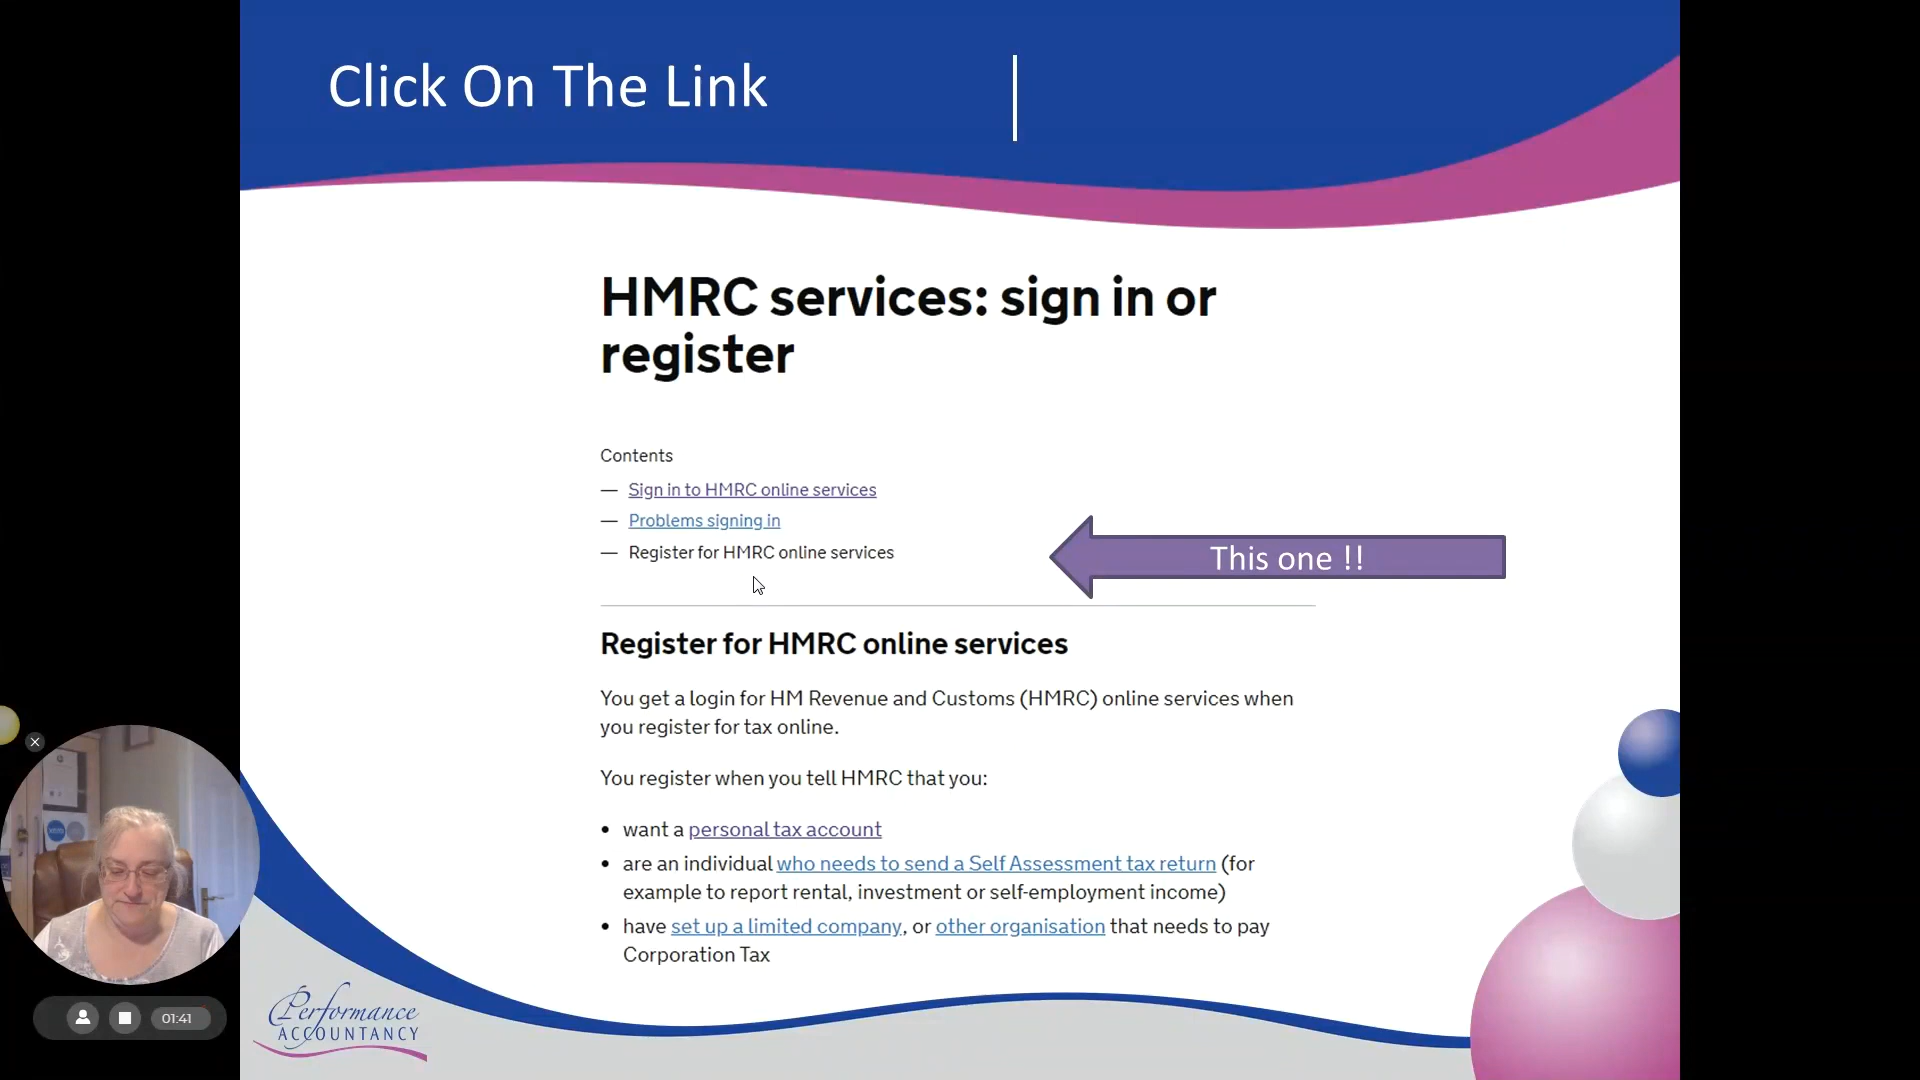 Click On The Link
HMRC services: sign in or
register
Contents
— Sign in to HMRC online services
— Problems signing in
— Register for HMRC online services
This one !!
Register for HMRC online services
You get a login for HM Revenue and Customs (HMRC) online services when
you register for tax online.
You register when you tell HMRC that you:
• want a personal tax account
• are an individual who needs to send a Self Assessment tax return (for
example to report rental, investment or self-employment income)
• have set up a limited company, or other organisation that needs to pay
Corporation Tax
01:41
Performance
ACCOUNTANCY